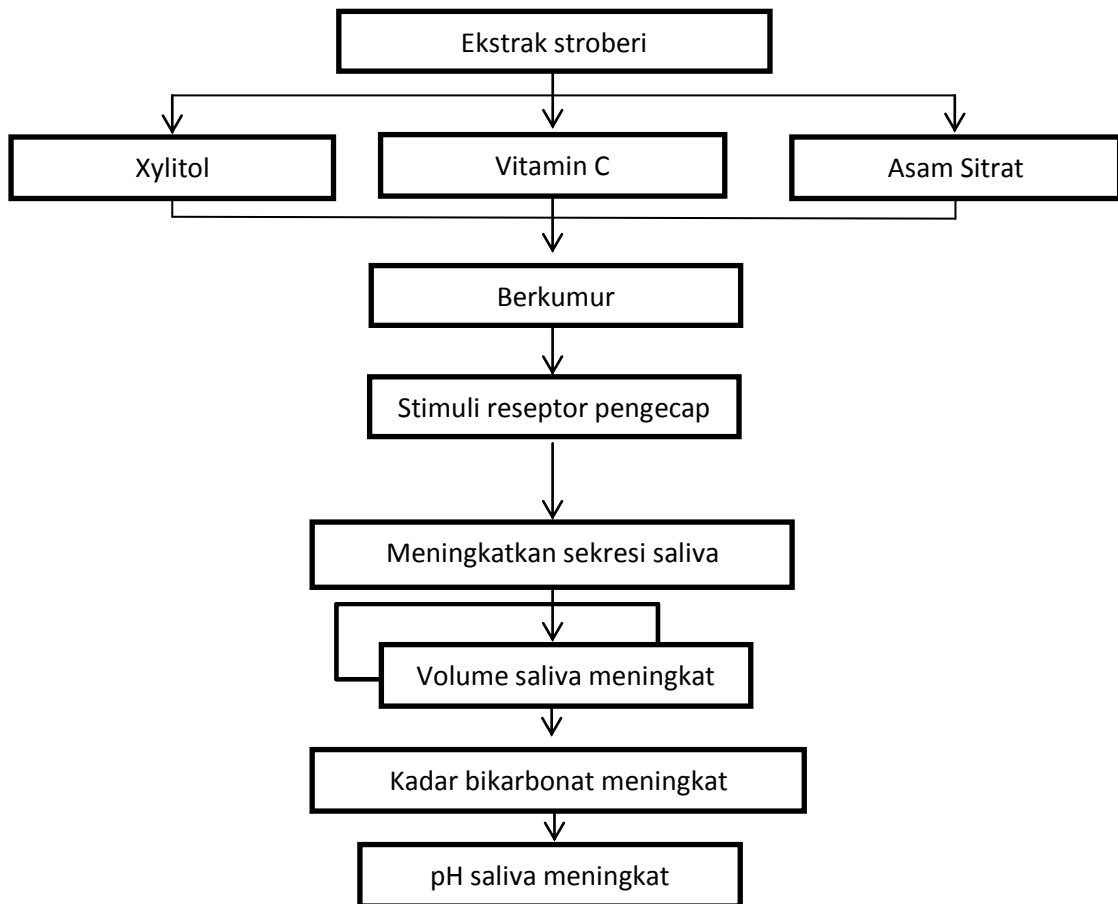 Ekstrak stroberi
Xylitol
Vitamin C
Asam Sitrat
Berkumur
Stimuli reseptor pengecap
Meningkatkan sekresi saliva
Volume saliva meningkat
Kadar bikarbonat meningkat
pH saliva meningkat